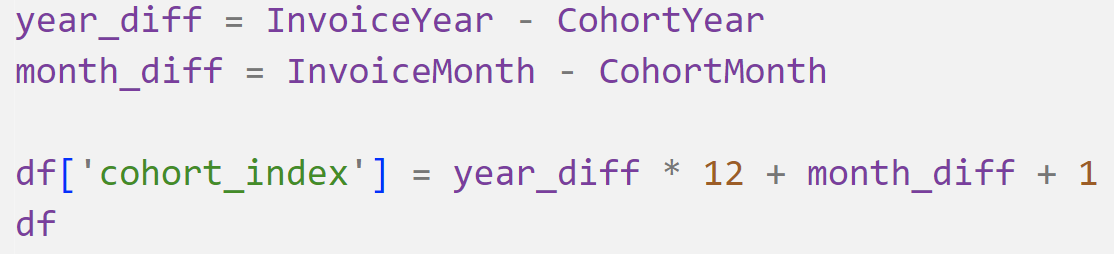 year_diff = InvoiceYear - CohortYear
month_diff = InvoiceMonth - CohortMonth
df['cohort_index'] = year_diff * 12 + month_diff + 1
df